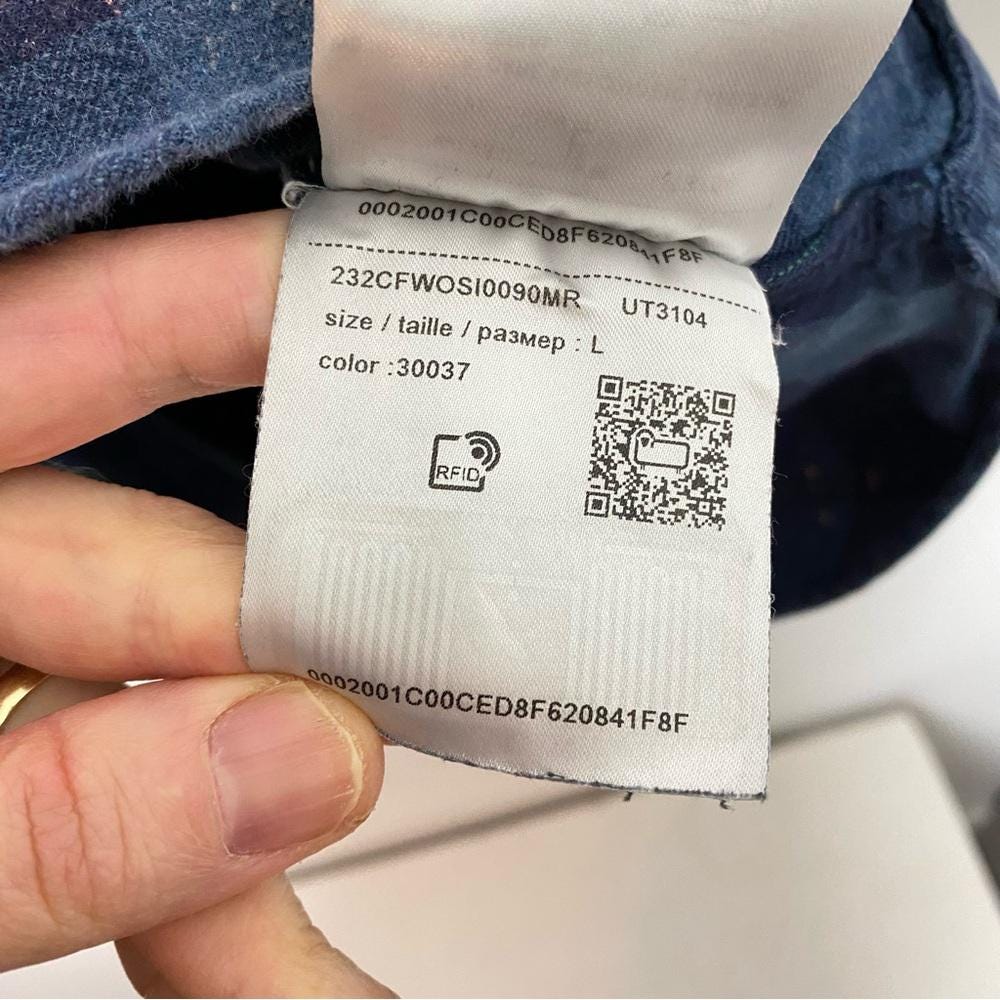 0002001C00CED8F620841F8F
232CFWOSI0090MR UT3104
size / taille / размер : L
color :30037
RFID
0002001C00CED8F620841F8F